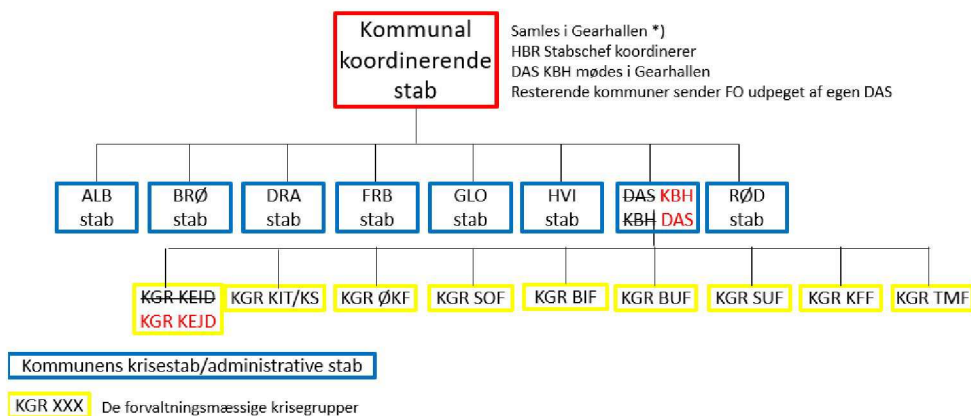 Kommunal
koordinerende
stab
Samles i Gearhallen *)
HBR Stabschef koordinerer
DAS KBH mødes i Gearhallen
Resterende kommuner sender FO udpeget af egen DAS
ALB
stab
BRØ
stab
DRA
stab
FRB
stab
GLO
stab
HVI
stab
DAS KBH
KBH DAS
RØD
stab
KGR KEID
KGR KEJD
KGR KIT/KS
KGR ØKF
KGR SOF
KGR BIF
KGR BUF
KGR SUF
KGR KFF
KGR TMF
Kommunens krisestab/administrative stab
KGR XXX De forvaltningsmæssige krisegrupper